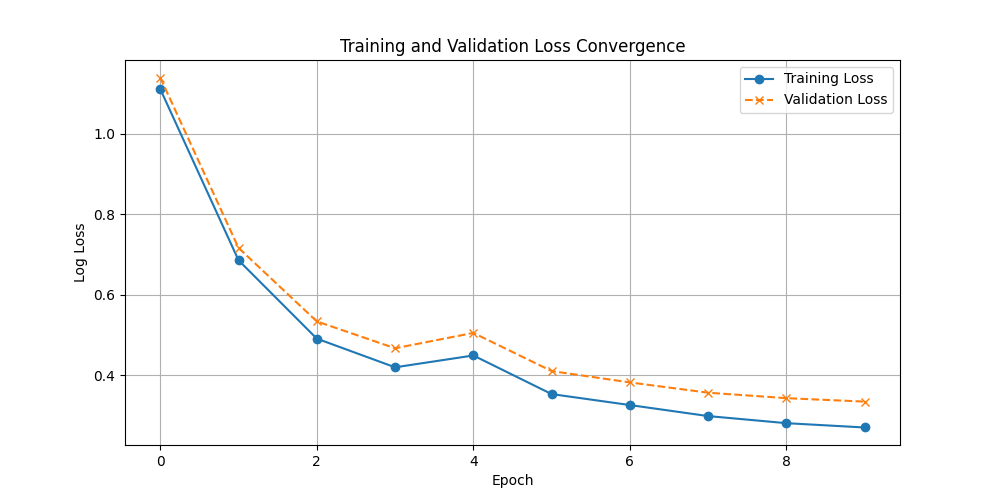 Training and Validation Loss Convergence
Training Loss
Validation Loss
1.0
0.8
0.6
0.4
Log Loss
0 2 4 6 8
Epoch